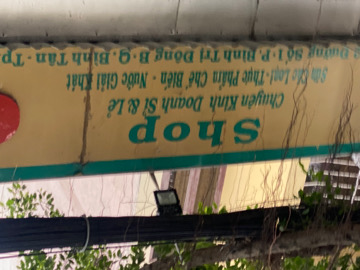 Shop
Chuyên Kinh Doanh Sỉ & Lẻ
Sữa Các Loại - Thực Phẩm Chế Biến - Nước Giải Khát
Đường Số 1 - P. Bình Trị Đông B - Q. Bình Tân - Tp